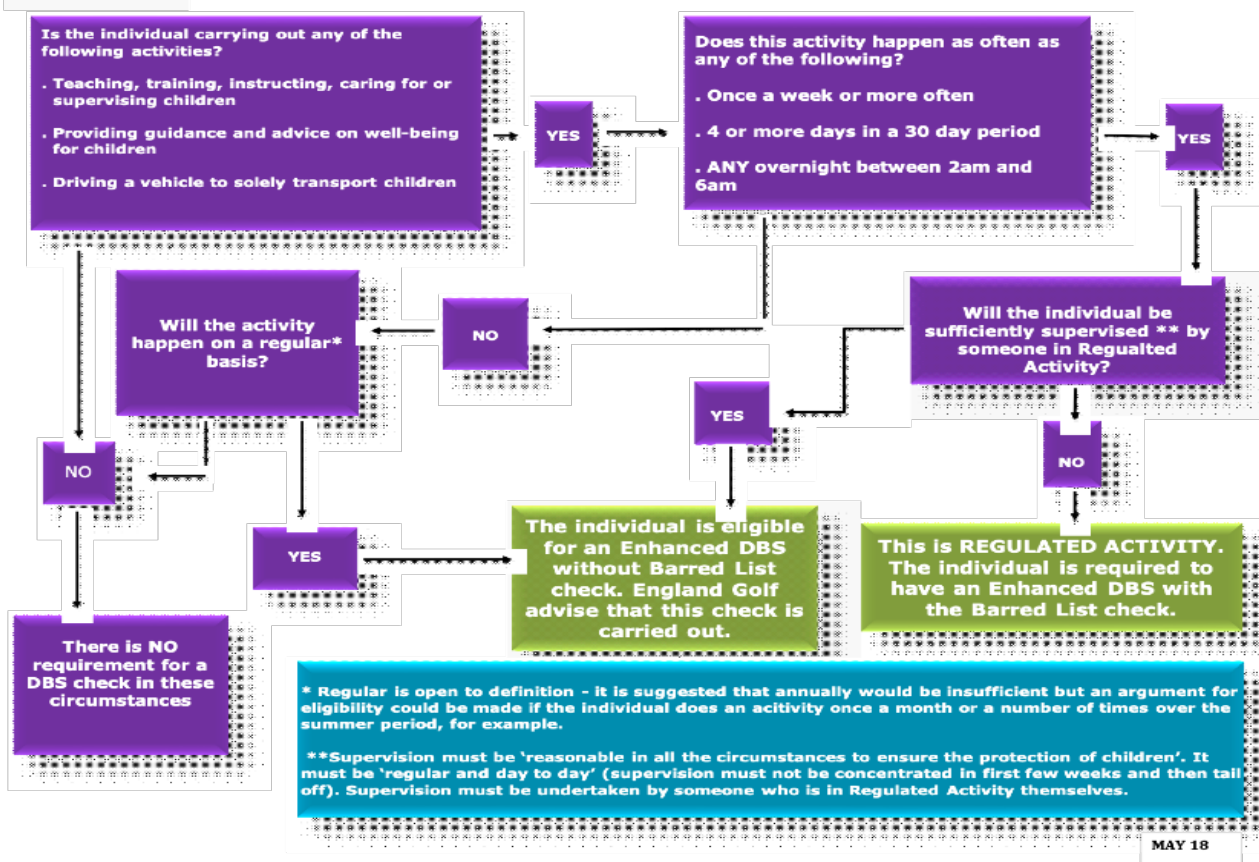 Is the individual carrying out any of the
following activities?
. Teaching, training, instructing, caring for or
supervising children
. Providing guidance and advice on well-being
for children
. Driving a vehicle to solely transport children
YES
Does this activity happen as often as
any of the following?
. Once a week or more often
. 4 or more days in a 30 day period
. ANY overnight between 2am and
6am
YES
Will the activity
happen on a regular*
basis?
NO
Will the individual be
sufficiently supervised ** by
someone in Regualted
Activity?
YES
NO
NO
YES
The individual is eligible
for an Enhanced DBS
without Barred List
check. England Golf
advise that this check is
carried out.
This is REGULATED ACTIVITY.
The individual is required to
have an Enhanced DBS with
the Barred List check.
There is NO
requirement for a
DBS check in these
circumstances
* Regular is open to definition - it is suggested that annually would be insufficient but an argument for
eligibility could be made if the individual does an acitivity once a month or a number of times over the
summer period, for example.
**Supervision must be ‘reasonable in all the circumstances to ensure the protection of children’. It
must be ‘regular and day to day’ (supervision must not be concentrated in first few weeks and then tail
off). Supervision must be undertaken by someone who is in Regulated Activity themselves.
MAY 18